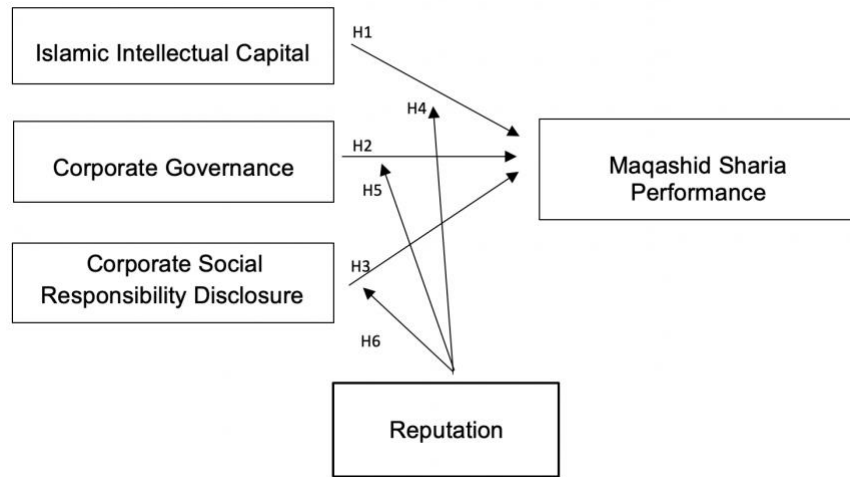 Islamic Intellectual Capital
H1
H4
Corporate Governance
H2
H5
Maqashid Sharia
Performance
Corporate Social
Responsibility Disclosure
H3
H6
Reputation